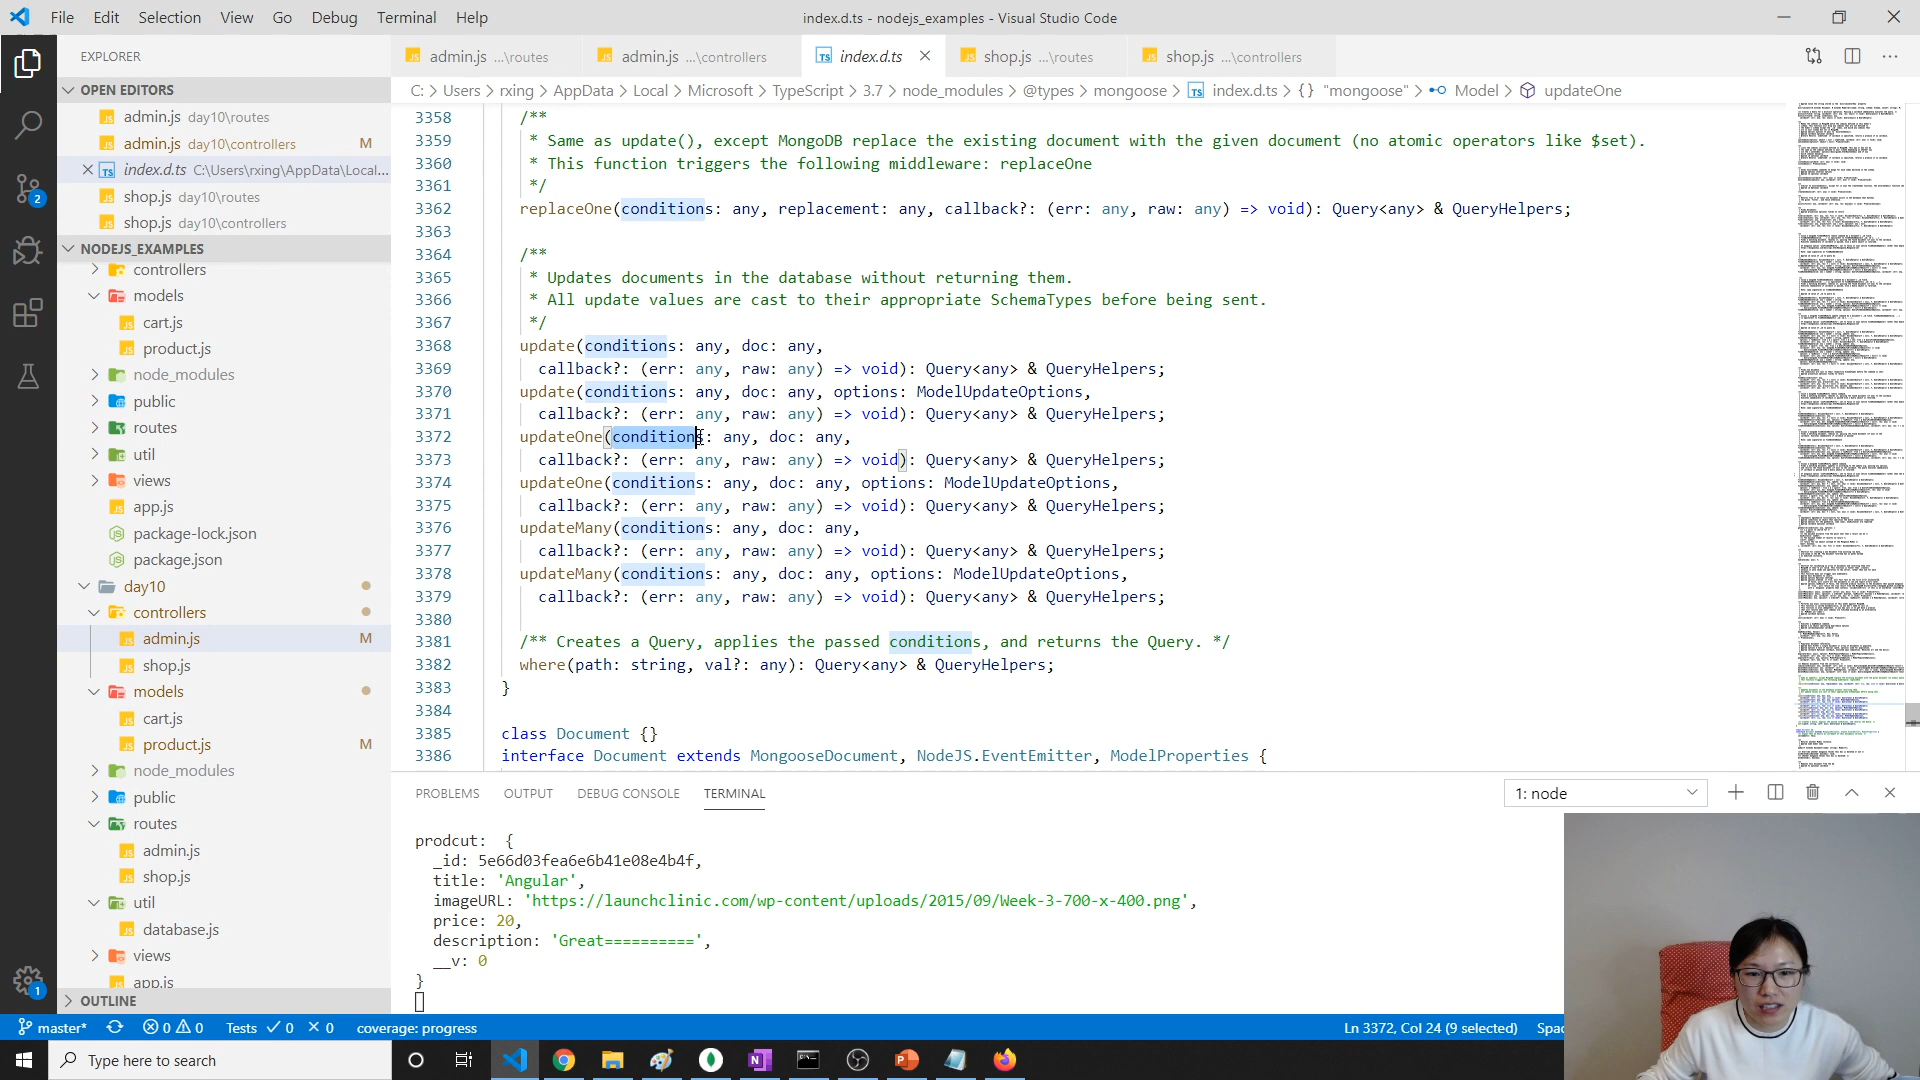 File Edit Selection View Go Debug Terminal Help
index.d.ts - nodejs_examples - Visual Studio Code
EXPLORER
OPEN EDITORS
admin.js day10\routes
admin.js day10\controllers M
index.d.ts C:\Users\rxing\AppData\Local...
shop.js day10\routes
2
shop.js day10\controllers
NODEJS_EXAMPLES
controllers
models
cart.js
product.js
node_modules
public
routes
util
views
app.js
package-lock.json
package.json
day10
controllers
admin.js M
shop.js
models
cart.js
product.js M
node_modules
public
routes
admin.js
shop.js
util
database.js
views
app.js
1
OUTLINE
admin.js ...\routes
admin.js ...\controllers
index.d.ts
shop.js ...\routes
shop.js ...\controllers
C: > Users > rxing > AppData > Local > Microsoft > TypeScript > 3.7 > node_modules > @types > mongoose > index.d.ts > {} "mongoose" > Model > updateOne
3358 /**
3359 * Same as update(), except MongoDB replace the existing document with the given document (no atomic operators like $set).
3360 * This function triggers the following middleware: replaceOne
3361 */
3362 replaceOne(conditions: any, replacement: any, callback?: (err: any, raw: any) => void): Query<any> & QueryHelpers;
3363
3364 /**
3365 * Updates documents in the database without returning them.
3366 * All update values are cast to their appropriate SchemaTypes before being sent.
3367 */
3368 update(conditions: any, doc: any,
3369 callback?: (err: any, raw: any) => void): Query<any> & QueryHelpers;
3370 update(conditions: any, doc: any, options: ModelUpdateOptions,
3371 callback?: (err: any, raw: any) => void): Query<any> & QueryHelpers;
3372 updateOne(conditions: any, doc: any,
3373 callback?: (err: any, raw: any) => void): Query<any> & QueryHelpers;
3374 updateOne(conditions: any, doc: any, options: ModelUpdateOptions,
3375 callback?: (err: any, raw: any) => void): Query<any> & QueryHelpers;
3376 updateMany(conditions: any, doc: any,
3377 callback?: (err: any, raw: any) => void): Query<any> & QueryHelpers;
3378 updateMany(conditions: any, doc: any, options: ModelUpdateOptions,
3379 callback?: (err: any, raw: any) => void): Query<any> & QueryHelpers;
3380
3381 /** Creates a Query, applies the passed conditions, and returns the Query. */
3382 where(path: string, val?: any): Query<any> & QueryHelpers;
3383 }
3384
3385 class Document {}
3386 interface Document extends MongooseDocument, NodeJS.EventEmitter, ModelProperties {
PROBLEMS OUTPUT DEBUG CONSOLE TERMINAL
1: node
prodcut: {
_id: 5e66d03fea6e6b41e08e4b4f,
title: 'Angular',
imageURL: 'https://launchclinic.com/wp-content/uploads/2015/09/Week-3-700-x-400.png',
price: 20,
description: 'Great==========',
__v: 0
}
master* 0 0 Tests ✓ 0 × 0 coverage: progress
Ln 3372, Col 24 (9 selected) Spac
Type here to search